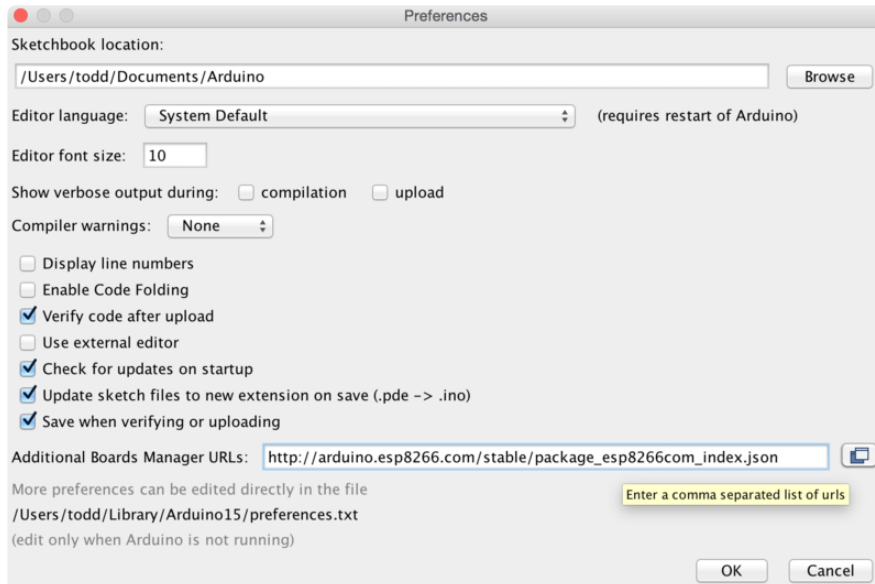 Preferences
Sketchbook location:
/Users/todd/Documents/Arduino Browse
Editor language: System Default (requires restart of Arduino)
Editor font size: 10
Show verbose output during: compilation upload
Compiler warnings: None
Display line numbers
Enable Code Folding
Verify code after upload
Use external editor
Check for updates on startup
Update sketch files to new extension on save (.pde -> .ino)
Save when verifying or uploading
Additional Boards Manager URLs: http://arduino.esp8266.com/stable/package_esp8266com_index.json
More preferences can be edited directly in the file
Enter a comma separated list of urls
/Users/todd/Library/Arduino15/preferences.txt
(edit only when Arduino is not running)
OK Cancel